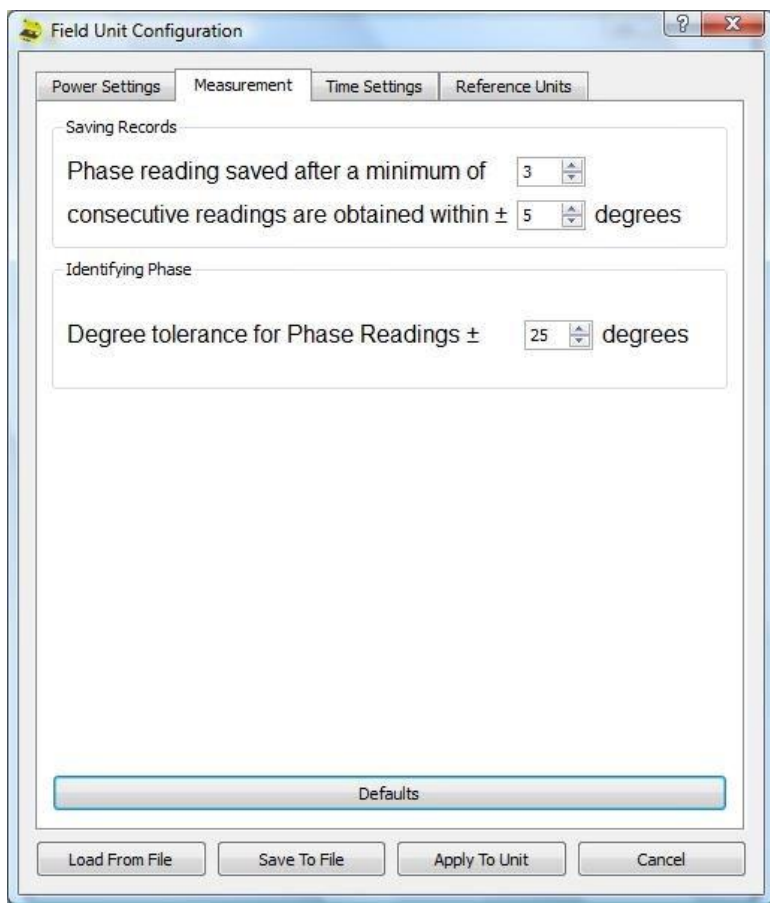 Field Unit Configuration
? X
Power Settings Measurement Time Settings Reference Units
Saving Records
Phase reading saved after a minimum of 3
consecutive readings are obtained within ± 5 degrees
Identifying Phase
Degree tolerance for Phase Readings ± 25 degrees
Defaults
Load From File Save To File Apply To Unit Cancel